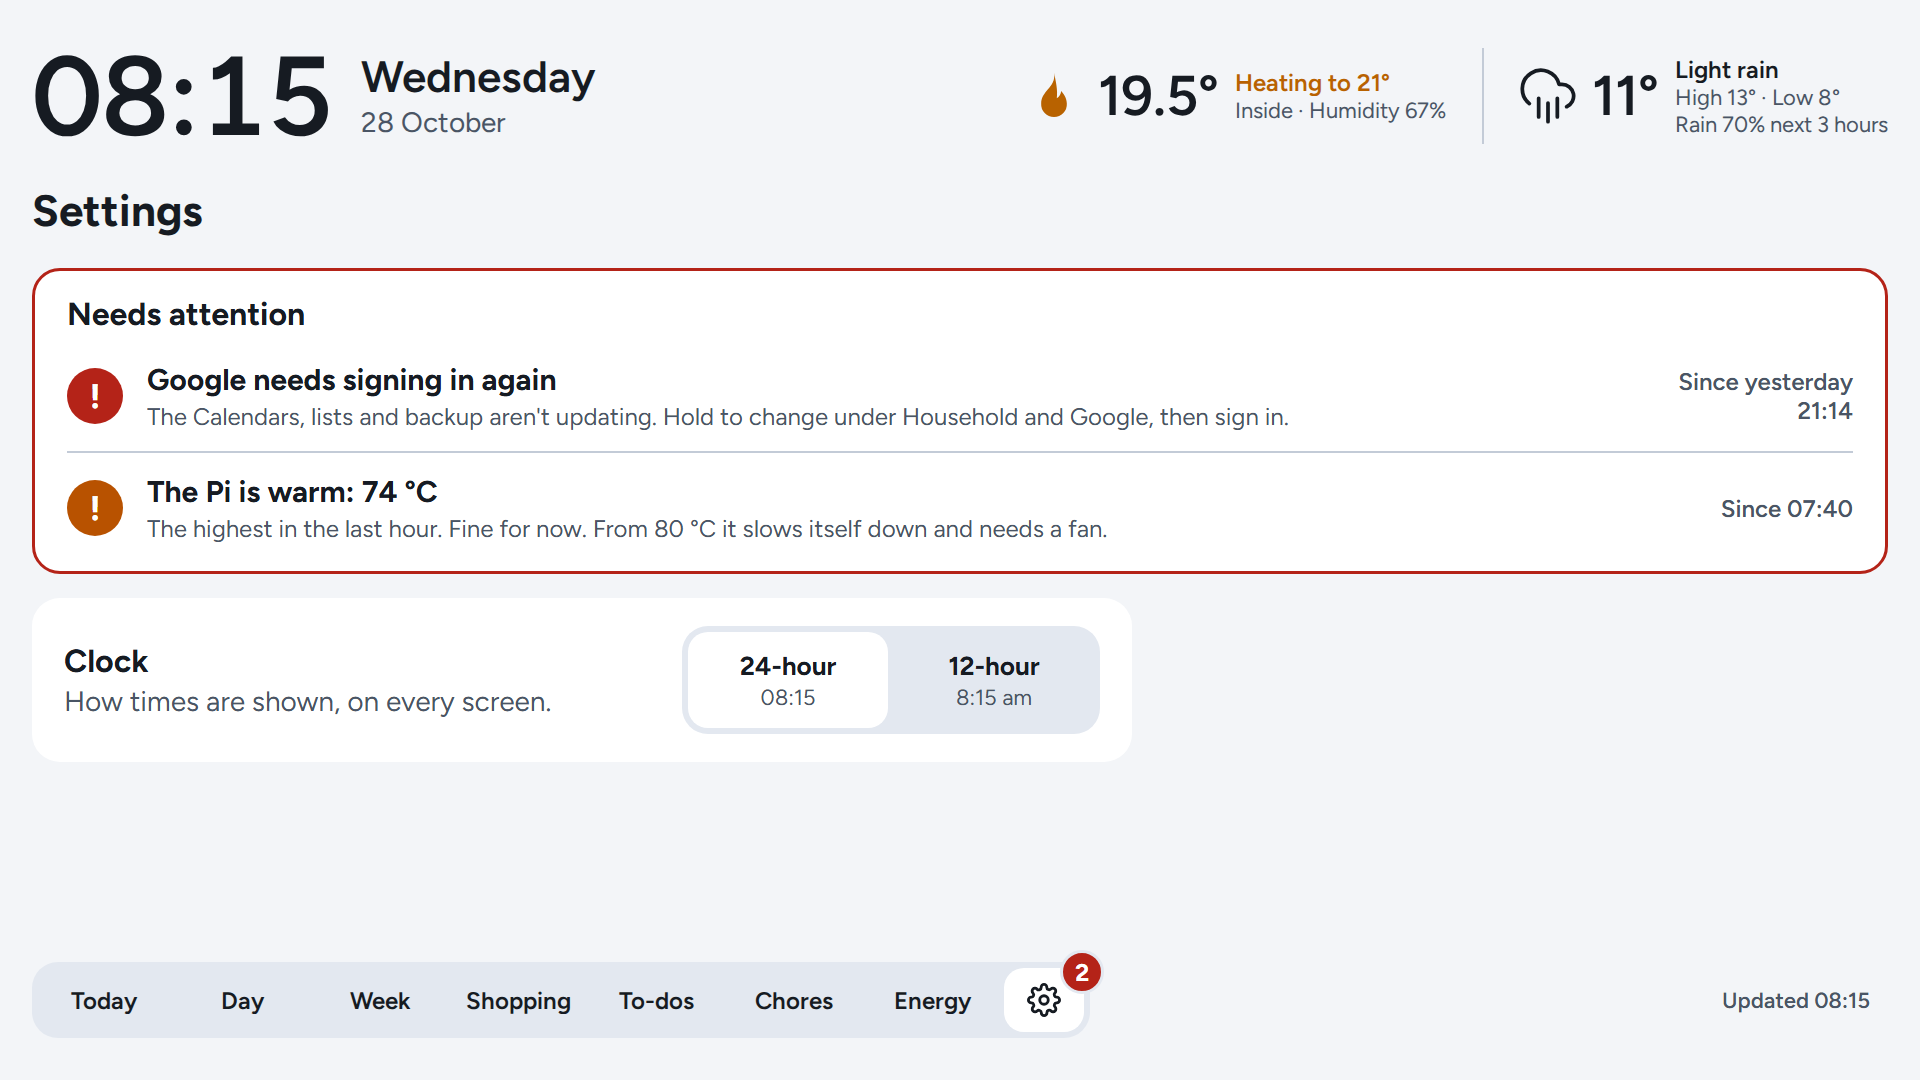 08:15
Wednesday
28 October
19.5°
Heating to 21°
Inside · Humidity 67%
11°
Light rain
High 13° · Low 8°
Rain 70% next 3 hours
Settings
Needs attention
!
Google needs signing in again
The Calendars, lists and backup aren't updating. Hold to change under Household and Google, then sign in.
Since yesterday
21:14
!
The Pi is warm: 74 °C
The highest in the last hour. Fine for now. From 80 °C it slows itself down and needs a fan.
Since 07:40
Clock
How times are shown, on every screen.
24-hour
08:15
12-hour
8:15 am
Today
Day
Week
Shopping
To-dos
Chores
Energy
2
Updated 08:15